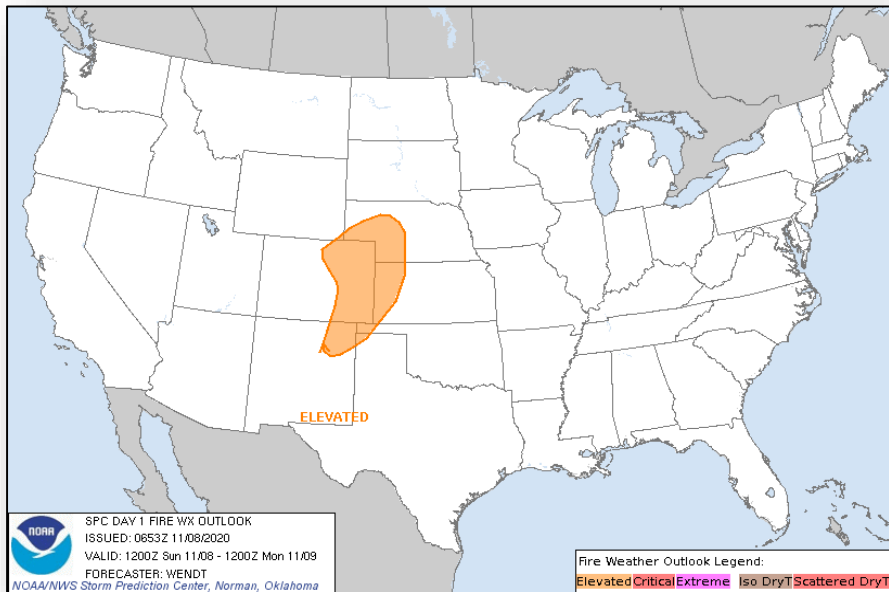 ELEVATED
NOAA
SPC DAY 1 FIRE WX OUTLOOK
ISSUED: 0653Z 11/08/2020
VALID: 1200Z Sun 11/08 - 1200Z Mon 11/09
FORECASTER: WENDT
NOAA/NWS Storm Prediction Center, Norman, Oklahoma
Fire Weather Outlook Legend:
Elevated Critical Extreme Iso DryT Scattered DryT